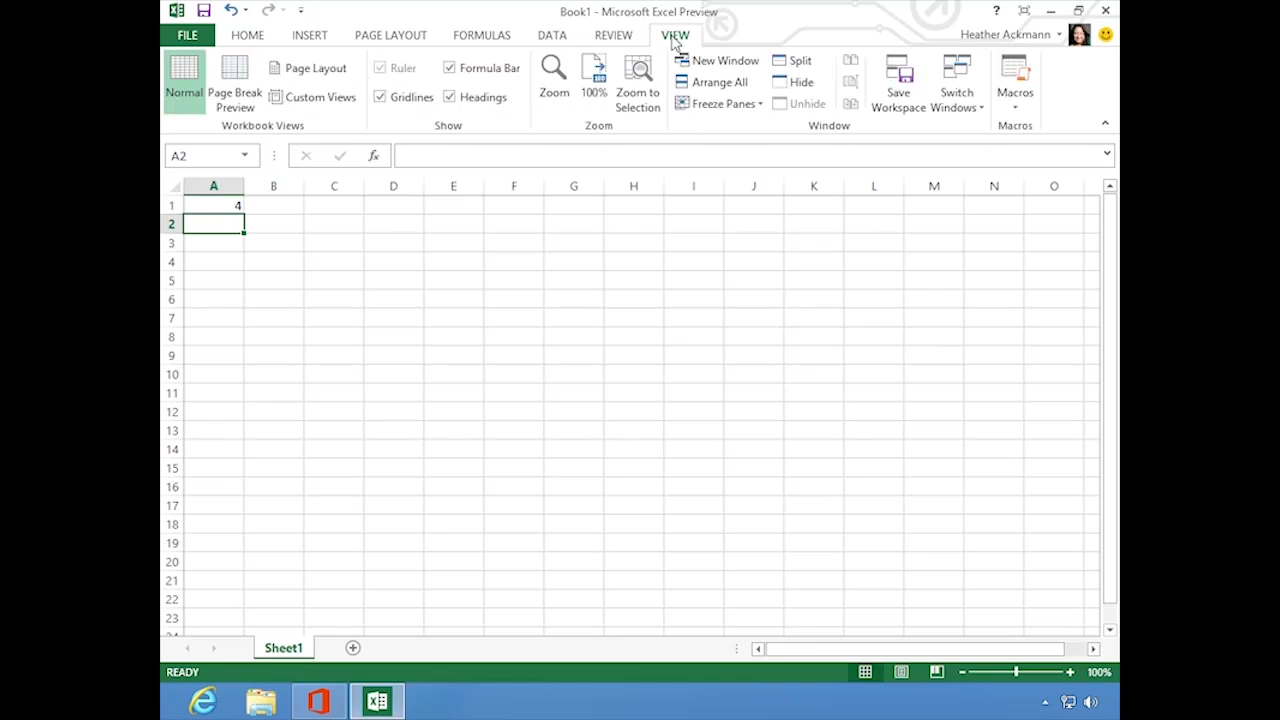 Book1 - Microsoft Excel Preview
?
FILE HOME INSERT PAGE LAYOUT FORMULAS DATA REVIEW VIEW Heather Ackmann
Normal
Page Break Preview
Page Layout
Custom Views
Workbook Views
Ruler
Formula Bar
Gridlines
Headings
Show
Zoom
100%
Zoom to Selection
Zoom
New Window
Arrange All
Freeze Panes
Split
Hide
Unhide
Save Workspace
Switch Windows
Window
Macros
Macros
A2 fx
A B C D E F G H I J K L M N O
1 4
2
3
4
5
6
7
8
9
10
11
12
13
14
15
16
17
18
19
20
21
22
23
24
Sheet1
READY 100%